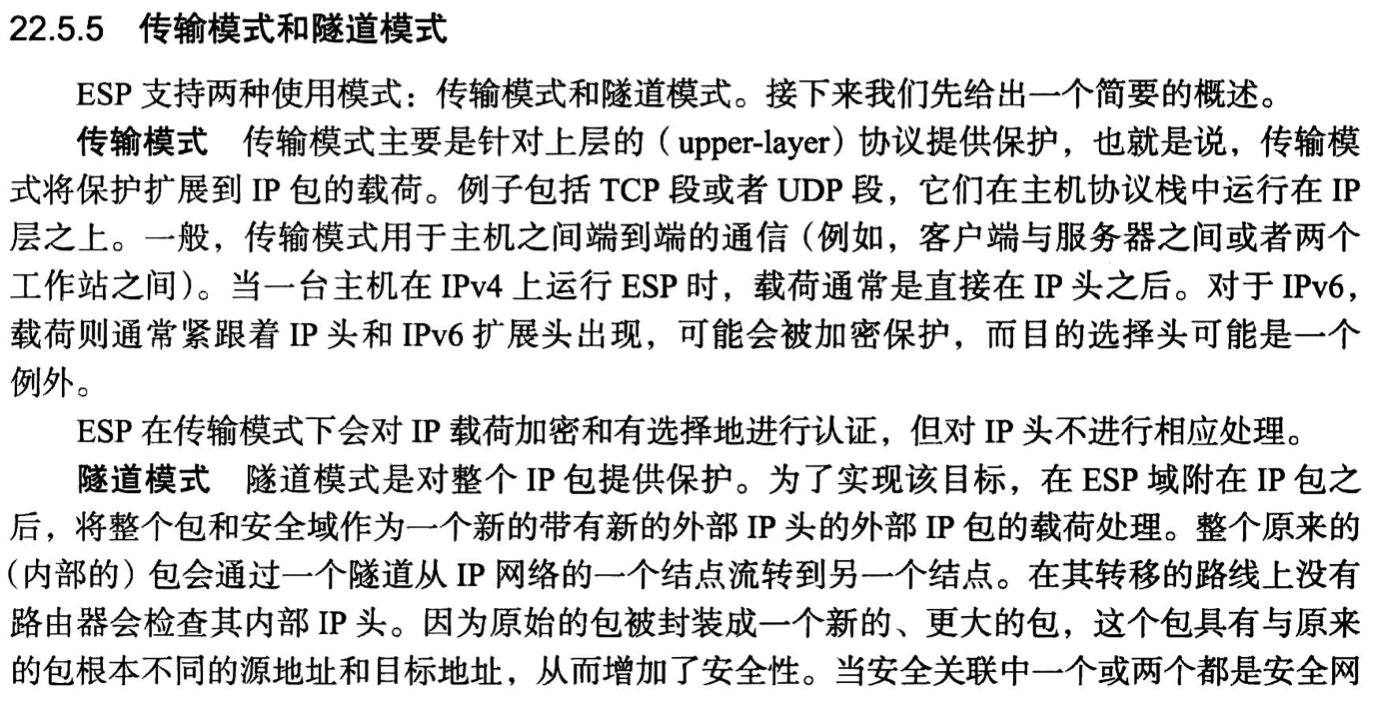 22.5.5 传输模式和隧道模式
ESP 支持两种使用模式：传输模式和隧道模式。接下来我们先给出一个简要的概述。
传输模式 传输模式主要是针对上层的（upper-layer）协议提供保护，也就是说，传输模
式将保护扩展到 IP 包的载荷。例子包括 TCP 段或者 UDP 段，它们在主机协议栈中运行在 IP
层之上。一般，传输模式用于主机之间端到端的通信（例如，客户端与服务器之间或者两个
工作站之间）。当一台主机在 IPv4 上运行 ESP 时，载荷通常是直接在 IP 头之后。对于 IPv6，
载荷则通常紧跟着 IP 头和 IPv6 扩展头出现，可能会被加密保护，而目的选择头可能是一个
例外。
ESP 在传输模式下会对 IP 载荷加密和有选择地进行认证，但对 IP 头不进行相应处理。
隧道模式 隧道模式是对整个 IP 包提供保护。为了实现该目标，在 ESP 域附在 IP 包之
后，将整个包和安全域作为一个新的带有新的外部 IP 头的外部 IP 包的载荷处理。整个原来的
（内部的）包会通过一个隧道从 IP 网络的一个结点流转到另一个结点。在其转移的路线上没有
路由器会检查其内部 IP 头。因为原始的包被封装成一个新的、更大的包，这个包具有与原来
的包根本不同的源地址和目标地址，从而增加了安全性。当安全关联中一个或两个都是安全网